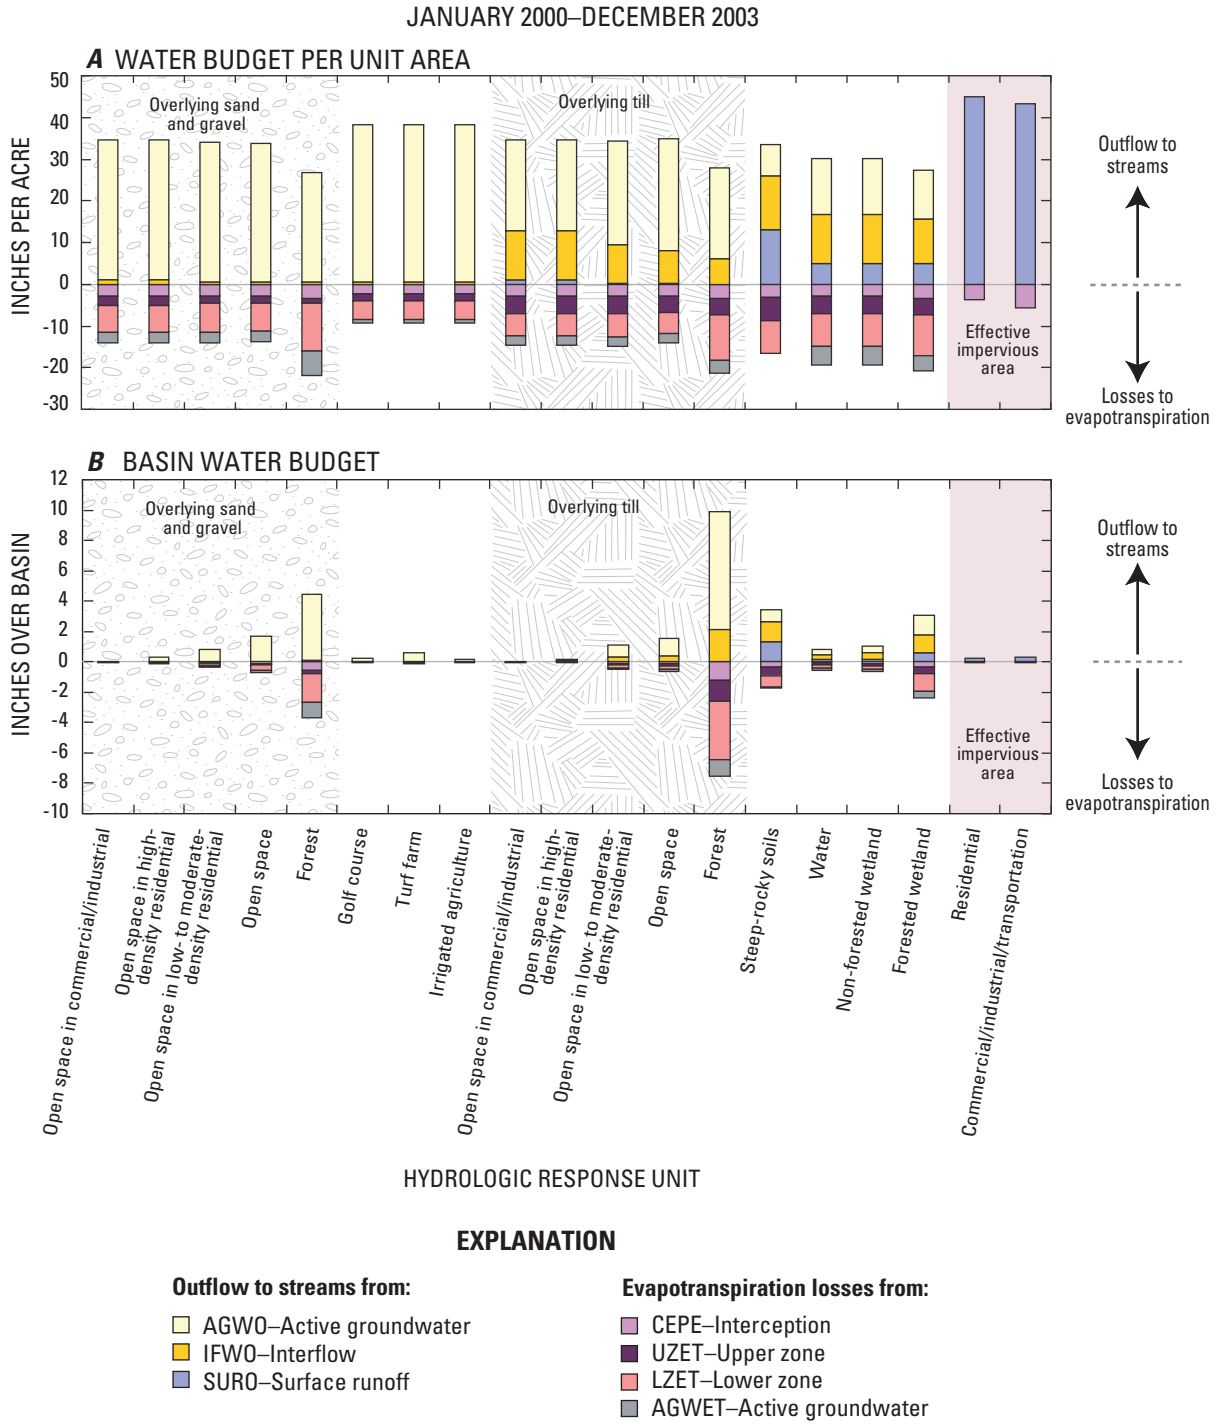 JANUARY 2000–DECEMBER 2003
A WATER BUDGET PER UNIT AREA
INCHES PER ACRE
50
40
30
20
10
0
-10
-20
-30
Overlying sand
and gravel
Overlying till
Effective
impervious
area
Outflow to
streams
Losses to
evapotranspiration
B BASIN WATER BUDGET
INCHES OVER BASIN
12
10
8
6
4
2
0
-2
-4
-6
-8
-10
Overlying sand
and gravel
Overlying till
Effective
impervious
area
Outflow to
streams
Losses to
evapotranspiration
Open space in commercial/industrial
Open space in high-
density residential
Open space in low- to moderate-
density residential
Open space
Forest
Golf course
Turf farm
Irrigated agriculture
Open space in commercial/industrial
Open space in high-
density residential
Open space in low- to moderate-
density residential
Open space
Forest
Steep-rocky soils
Water
Non-forested wetland
Forested wetland
Residential
Commercial/industrial/transportation
HYDROLOGIC RESPONSE UNIT
EXPLANATION
Outflow to streams from:
AGWO–Active groundwater
IFWO–Interflow
SURO–Surface runoff
Evapotranspiration losses from:
CEPE–Interception
UZET–Upper zone
LZET–Lower zone
AGWET–Active groundwater